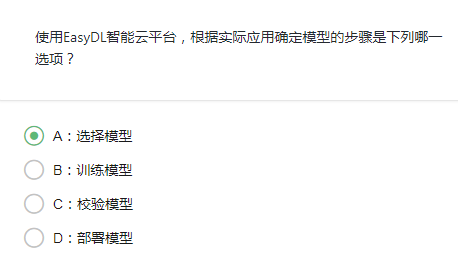 使用EasyDL智能云平台，根据实际应用确定模型的步骤是下列哪一
选项？
A：选择模型
B：训练模型
C：校验模型
D：部署模型